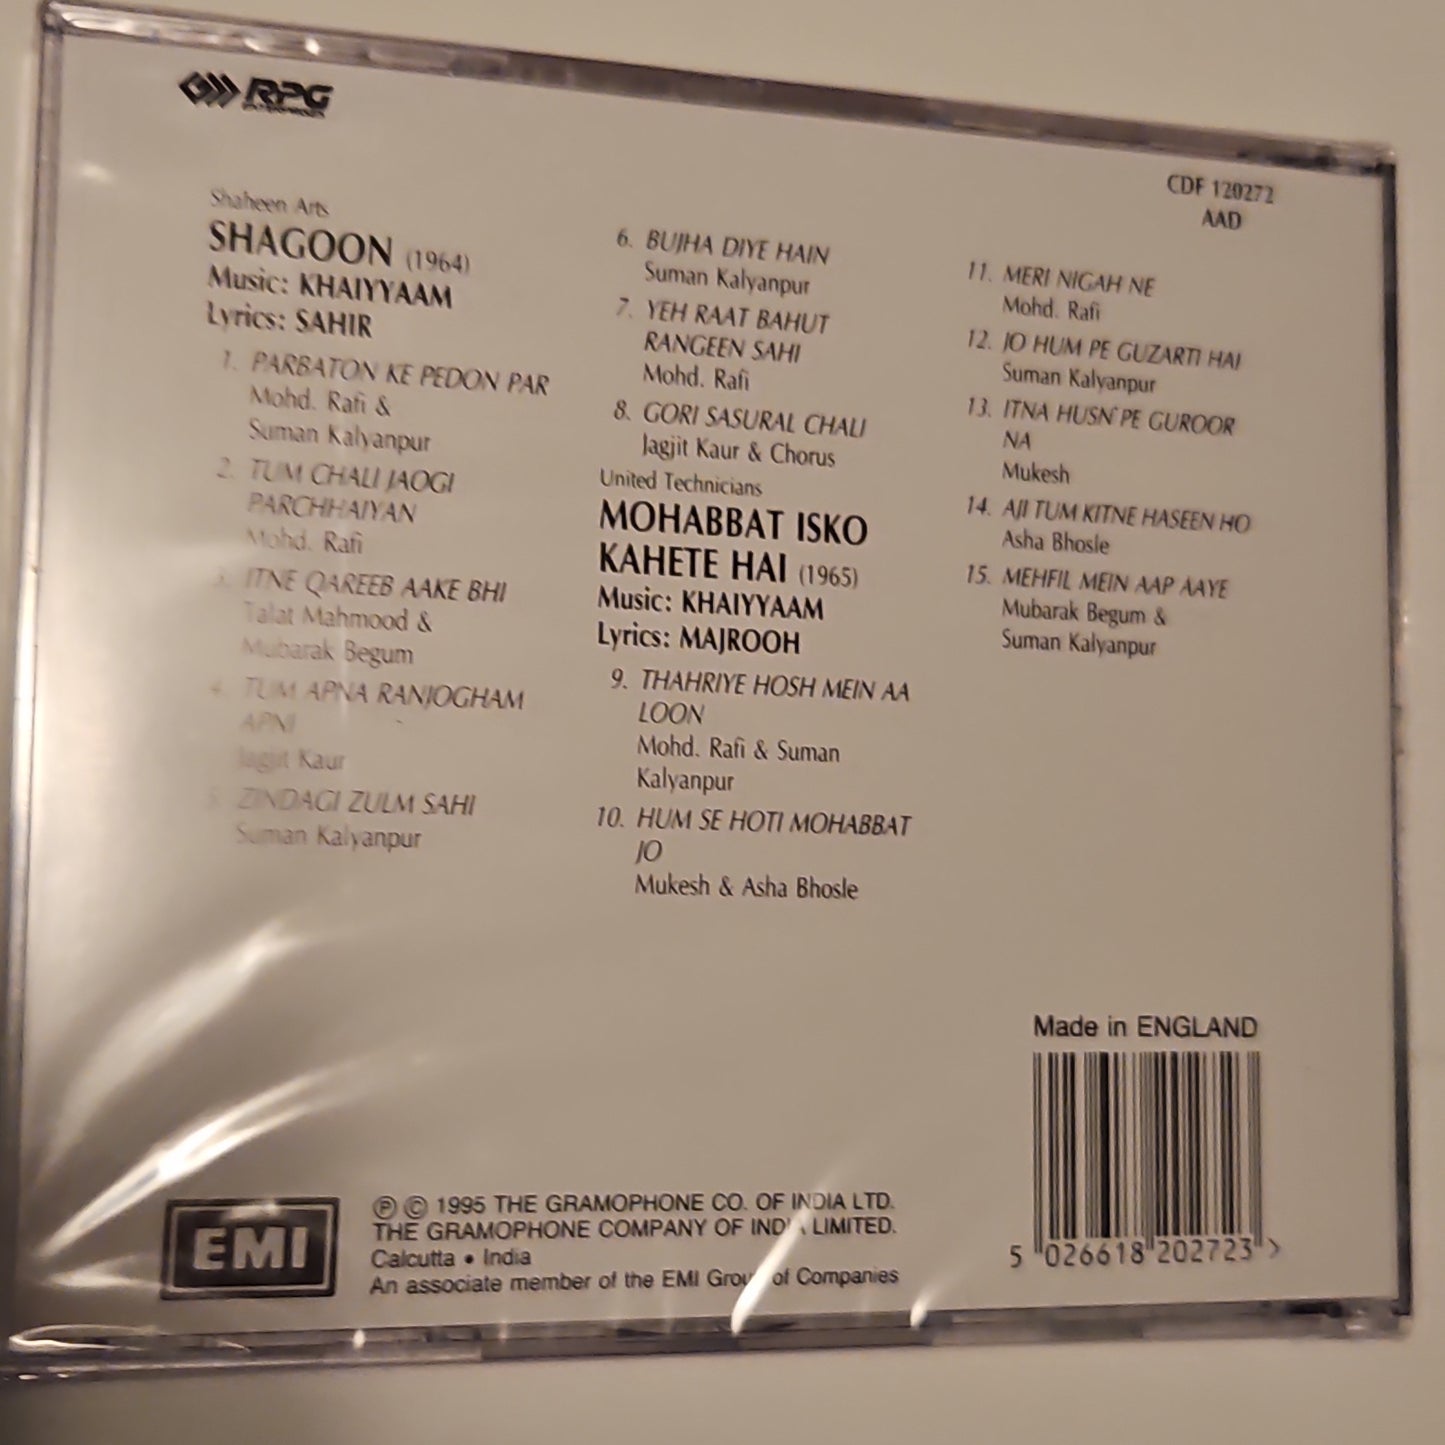 RPG
ENTERPRISES
CDF 120272
AAD
Shaheen Arts
SHAGOON (1964)
Music: KHAIYYAAM
Lyrics: SAHIR
1. PARBATON KE PEDON PAR
Mohd. Rafi &
Suman Kalyanpur
2. TUM CHALI JAOGI
PARCHHAIYAN
Mohd. Rafi
3. ITNE QAREEB AAKE BHI
Talat Mahmood &
Mubarak Begum
4. TUM APNA RANJOGHAM
APNI
Jagjit Kaur
5. ZINDAGI ZULM SAHI
Suman Kalyanpur
6. BUJHA DIYE HAIN
Suman Kalyanpur
7. YEH RAAT BAHUT
RANGEEN SAHI
Mohd. Rafi
8. GORI SASURAL CHALI
Jagjit Kaur & Chorus
United Technicians
MOHABBAT ISKO
KAHETE HAI (1965)
Music: KHAIYYAAM
Lyrics: MAJROOH
9. THAHRIYE HOSH MEIN AA
LOON
Mohd. Rafi & Suman
Kalyanpur
10. HUM SE HOTI MOHABBAT
JO
Mukesh & Asha Bhosle
11. MERI NIGAH NE
Mohd. Rafi
12. JO HUM PE GUZARTI HAI
Suman Kalyanpur
13. ITNA HUSN PE GUROOR
NA
Mukesh
14. AJI TUM KITNE HASEEN HO
Asha Bhosle
15. MEHFIL MEIN AAP AAYE
Mubarak Begum &
Suman Kalyanpur
Made in ENGLAND
5 026618 202723 >
EMI
℗ © 1995 THE GRAMOPHONE CO. OF INDIA LTD.
THE GRAMOPHONE COMPANY OF INDIA LIMITED.
Calcutta • India
An associate member of the EMI Group of Companies